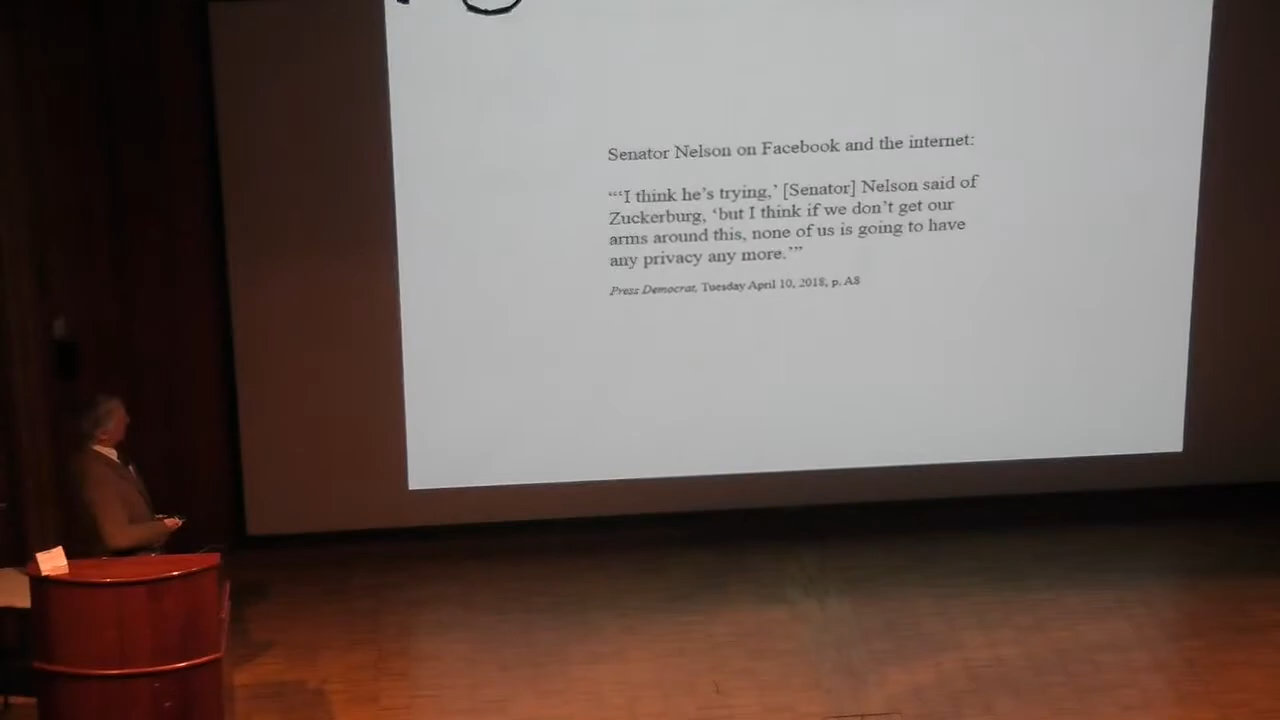 Senator Nelson on Facebook and the internet:
“‘I think he’s trying,’ [Senator] Nelson said of
Zuckerburg, ‘but I think if we don’t get our
arms around this, none of us is going to have
any privacy any more.’”
Press Democrat, Tuesday April 10, 2018, p. A8